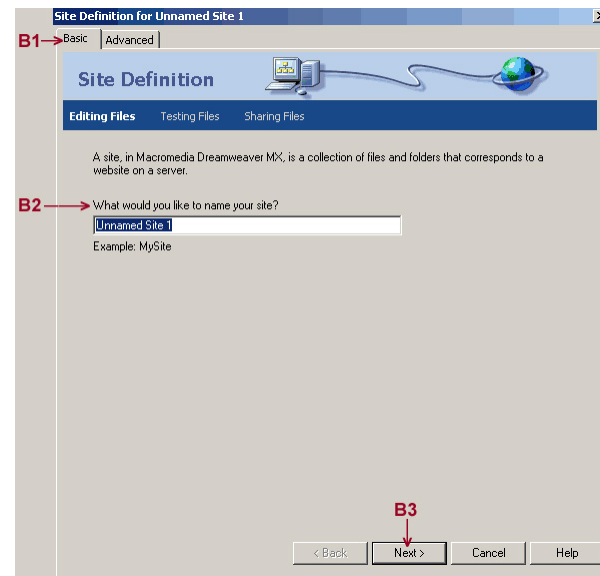 Site Definition for Unnamed Site 1
B1
Basic Advanced
Site Definition
Editing Files Testing Files Sharing Files
A site, in Macromedia Dreamweaver MX, is a collection of files and folders that corresponds to a
website on a server.
B2
What would you like to name your site?
Unnamed Site 1
Example: MySite
B3
< Back Next > Cancel Help